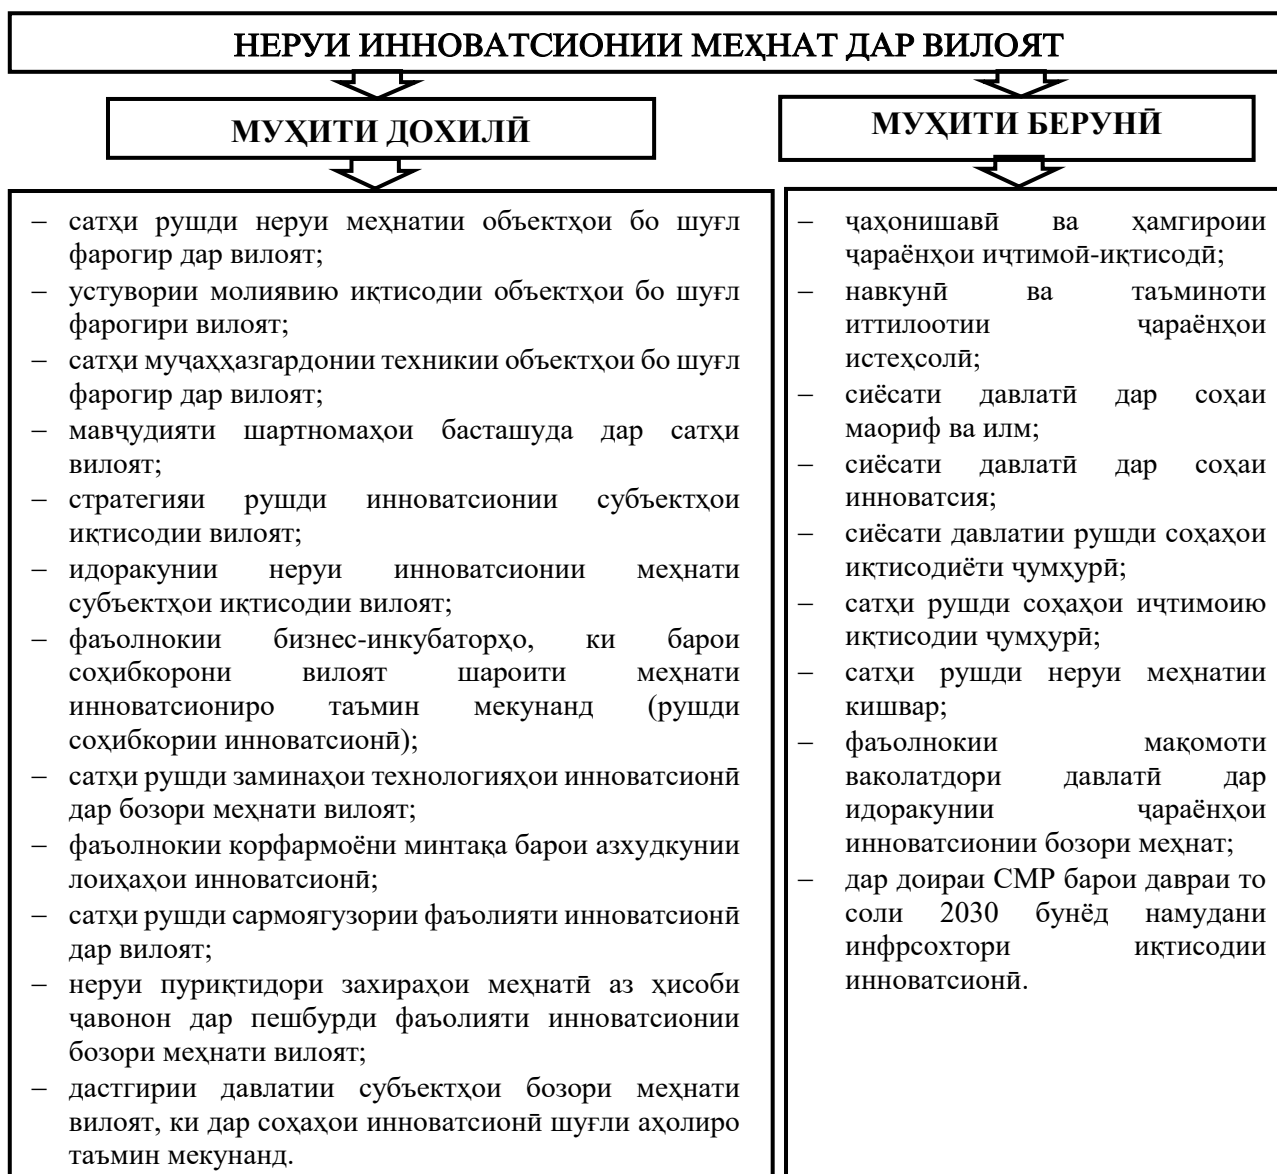 НЕРУИ ИННОВАТСИОНИИ МЕҲНАТ ДАР ВИЛОЯТ
МУҲИТИ ДОХИЛӢ
– сатҳи рушди неруи меҳнатии объектҳои бо шуғл
фарогир дар вилоят;
– устувории молиявию иқтисодии объектҳои бо шуғл
фарогири вилоят;
– сатҳи муҷаҳҳазгардонии техникии объектҳои бо шуғл
фарогир дар вилоят;
– мавҷудияти шартномаҳои басташуда дар сатҳи
вилоят;
– стратегияи рушди инноватсионии субъектҳои
иқтисодии вилоят;
– идоракунии неруи инноватсионии меҳнати
субъектҳои иқтисодии вилоят;
– фаъолнокии бизнес-инкубаторҳо, ки барои
соҳибкорони вилоят шароити меҳнати
инноватсиониро таъмин мекунанд (рушди
соҳибкории инноватсионӣ);
– сатҳи рушди заминаҳои технологияҳои инноватсионӣ
дар бозори меҳнати вилоят;
– фаъолнокии корфармоёни минтақа барои азхудкунии
лоиҳаҳои инноватсионӣ;
– сатҳи рушди сармоягузории фаъолияти инноватсионӣ
дар вилоят;
– неруи пуриқтидори захираҳои меҳнатӣ аз ҳисоби
ҷавонон дар пешбурди фаъолияти инноватсионии
бозори меҳнати вилоят;
– дастгирии давлатии субъектҳои бозори меҳнати
вилоят, ки дар соҳаҳои инноватсионӣ шуғли аҳолиро
таъмин мекунанд.
МУҲИТИ БЕРУНӢ
– ҷаҳонишавӣ ва ҳамгироии
ҷараёнҳои иҷтимоӣ-иқтисодӣ;
– навкунӣ ва таъминоти
иттилоотии ҷараёнҳои
истеҳсолӣ;
– сиёсати давлатӣ дар соҳаи
маориф ва илм;
– сиёсати давлатӣ дар соҳаи
инноватсия;
– сиёсати давлатии рушди соҳаҳои
иқтисодиёти ҷумҳурӣ;
– сатҳи рушди соҳаҳои иҷтимоию
иқтисодии ҷумҳурӣ;
– сатҳи рушди неруи меҳнатии
кишвар;
– фаъолнокии мақомоти
ваколатдори давлатӣ дар
идоракунии ҷараёнҳои
инноватсионии бозори меҳнат;
– дар доираи СМР барои давраи то
соли 2030 бунёд намудани
инфрсохтори иқтисодии
инноватсионӣ.